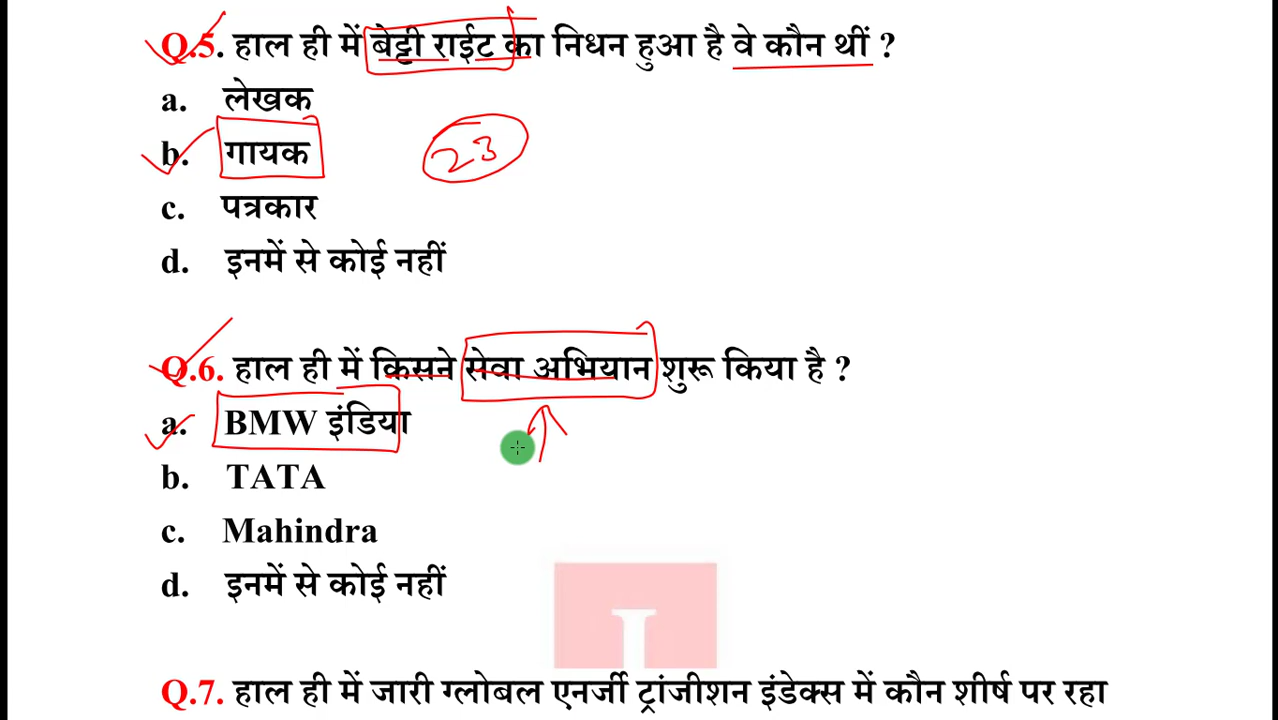 Q.5. हाल ही में बेट्टी राईट का निधन हुआ है वे कौन थीं ?
a. लेखक
b. गायक
23
c. पत्रकार
d. इनमें से कोई नहीं
Q.6. हाल ही में किसने सेवा अभियान शुरू किया है ?
a. BMW इंडिया
b. TATA
c. Mahindra
d. इनमें से कोई नहीं
Q.7. हाल ही में जारी ग्लोबल एनर्जी ट्रांजीशन इंडेक्स में कौन शीर्ष पर रहा